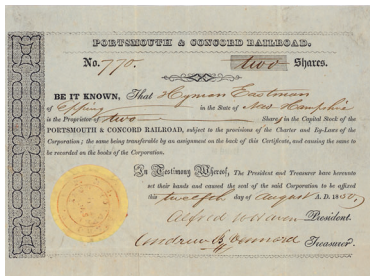 PORTSMOUTH & CONCORD RAILROAD.
No. 770. two Shares.
BE IT KNOWN, That Hyman Eastman
of Epping in the State of New Hampshire
is the Proprietor of two Shares in the Capital Stock of the
PORTSMOUTH & CONCORD RAILROAD, subject to the provisions of the Charter and By-Laws of the
Corporation; the same being transferable by an assignment on the back of this Certificate, and causing the same to
be recorded on the books of the Corporation.
In Testimony Whereof, The President and Treasurer have hereunto
set their hands and caused the seal of the said Corporation to be affixed
this twelfth day of August A. D. 1850.
Alfred W. Haven President.
Andrew Treasurer.